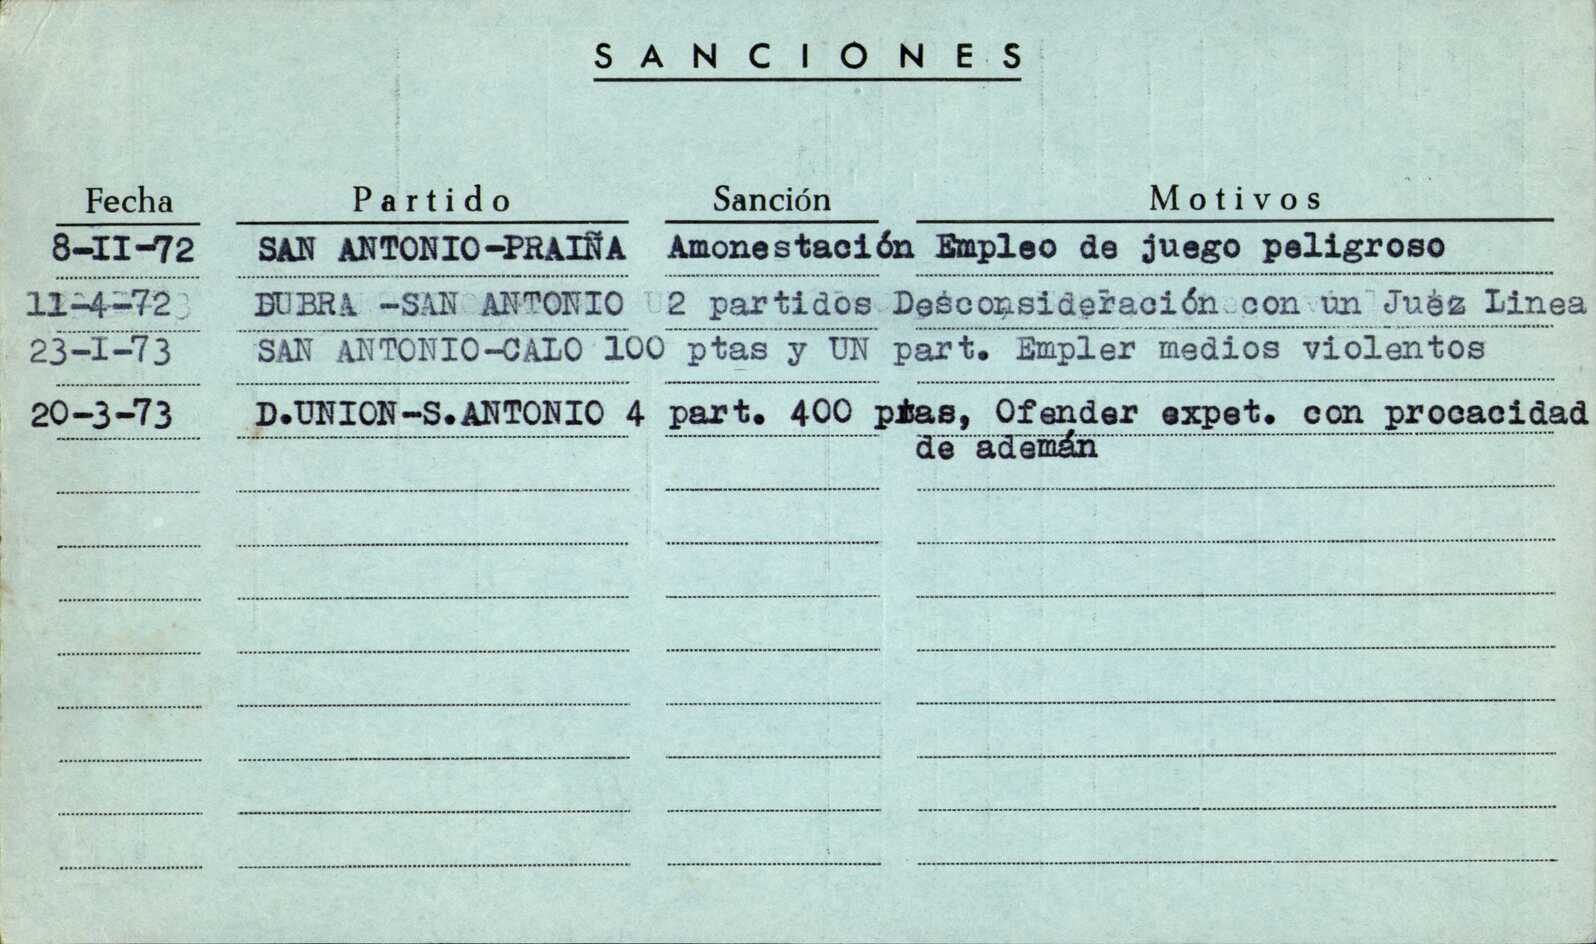 SANCIONES
Fecha Partido Sanción Motivos
8-II-72 SAN ANTONIO-PRAIÑA Amonestación Empleo de juego peligroso
11-4-72 DUBRA -SAN ANTONIO 2 partidos Desconsideración con un Juez Linea
23-I-73 SAN ANTONIO-CALO 100 ptas y UN part. Empler medios violentos
20-3-73 D.UNION-S.ANTONIO 4 part. 400 ptas, Ofender expet. con procacidad
de ademán